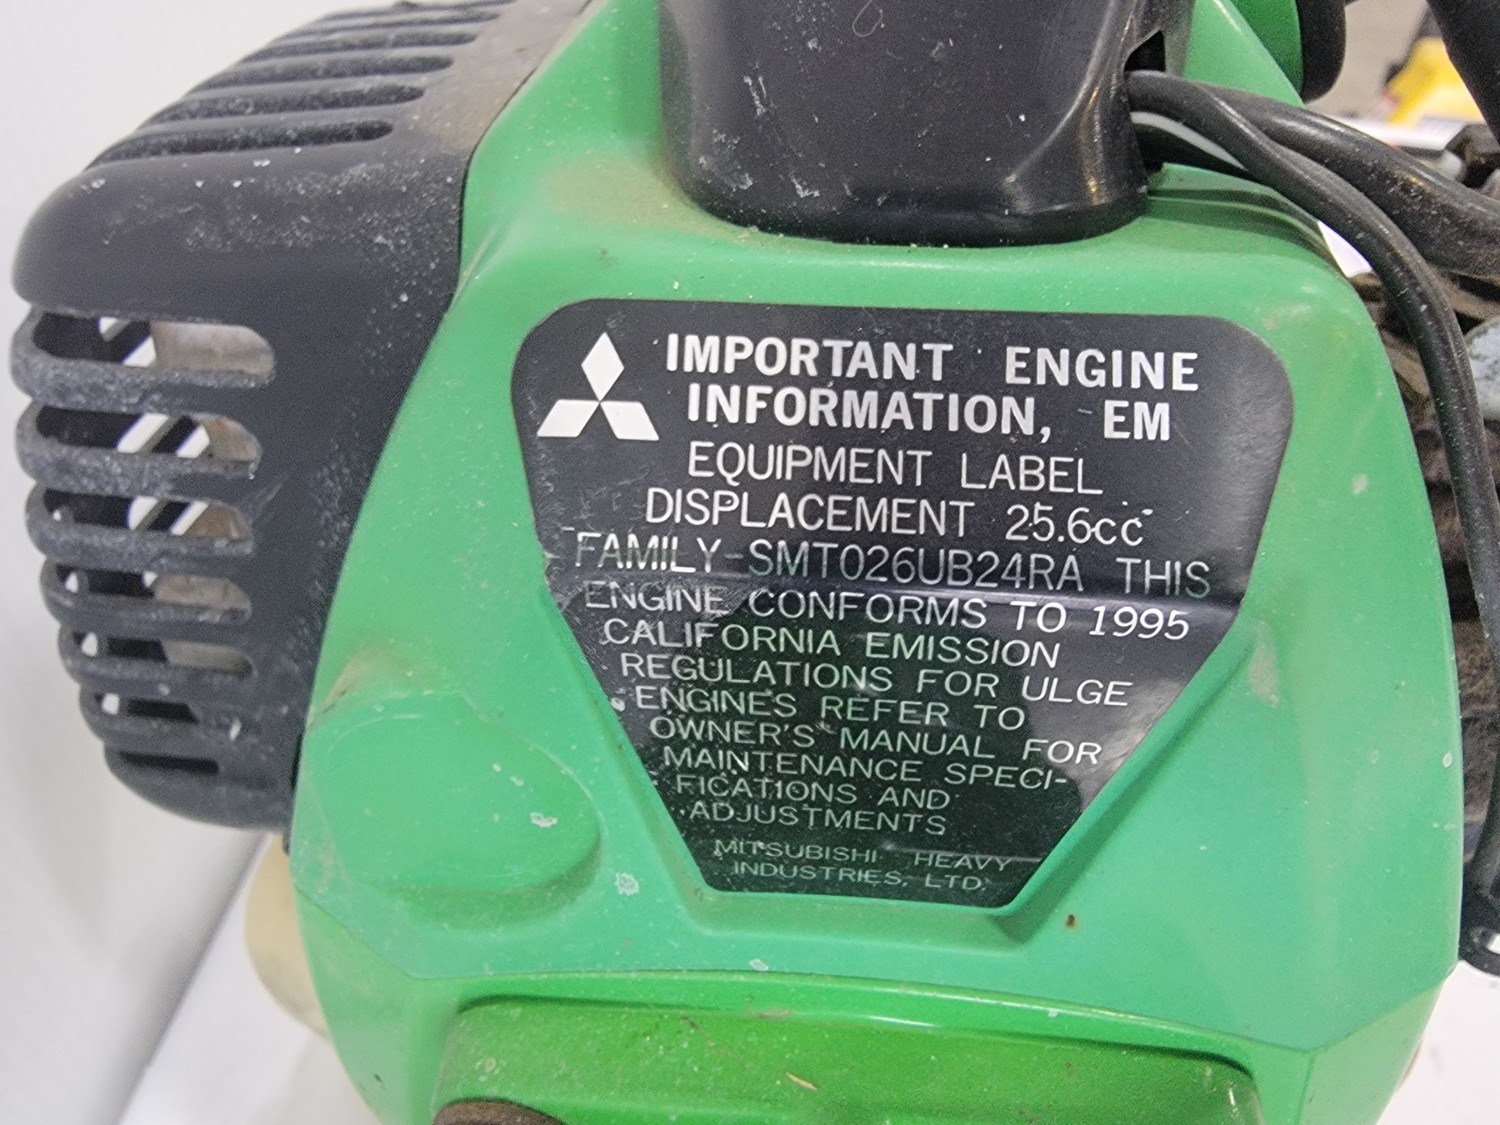 IMPORTANT ENGINE
INFORMATION, EM
EQUIPMENT LABEL
DISPLACEMENT 25.6cc
FAMILY-SMT026UB24RA THIS
ENGINE CONFORMS TO 1995
CALIFORNIA EMISSION
REGULATIONS FOR ULGE
ENGINES REFER TO
OWNER'S MANUAL FOR
MAINTENANCE SPECI-
FICATIONS AND
ADJUSTMENTS
MITSUBISHI HEAVY
INDUSTRIES, LTD.